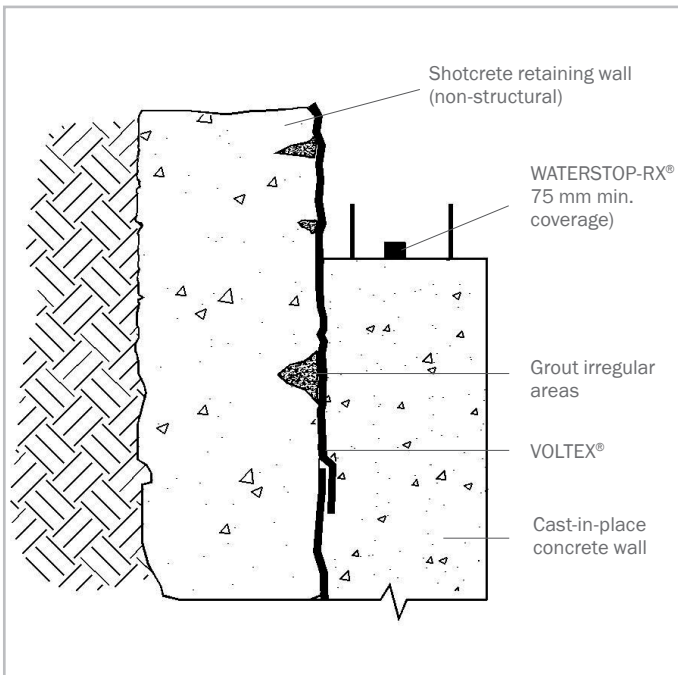 Shotcrete retaining wall
(non-structural)
WATERSTOP-RX®
75 mm min.
coverage)
Grout irregular
areas
VOLTEX®
Cast-in-place
concrete wall